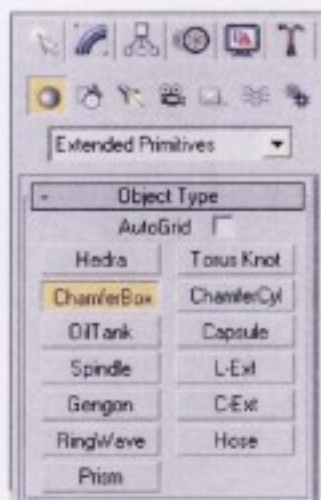 Extended Primitives
- Object Type
AutoGrid
Hedra Torus Knot
ChamferBox ChamferCyl
OilTank Capsule
Spindle L-Ext
Gengon C-Ext
RingWave Hose
Prism